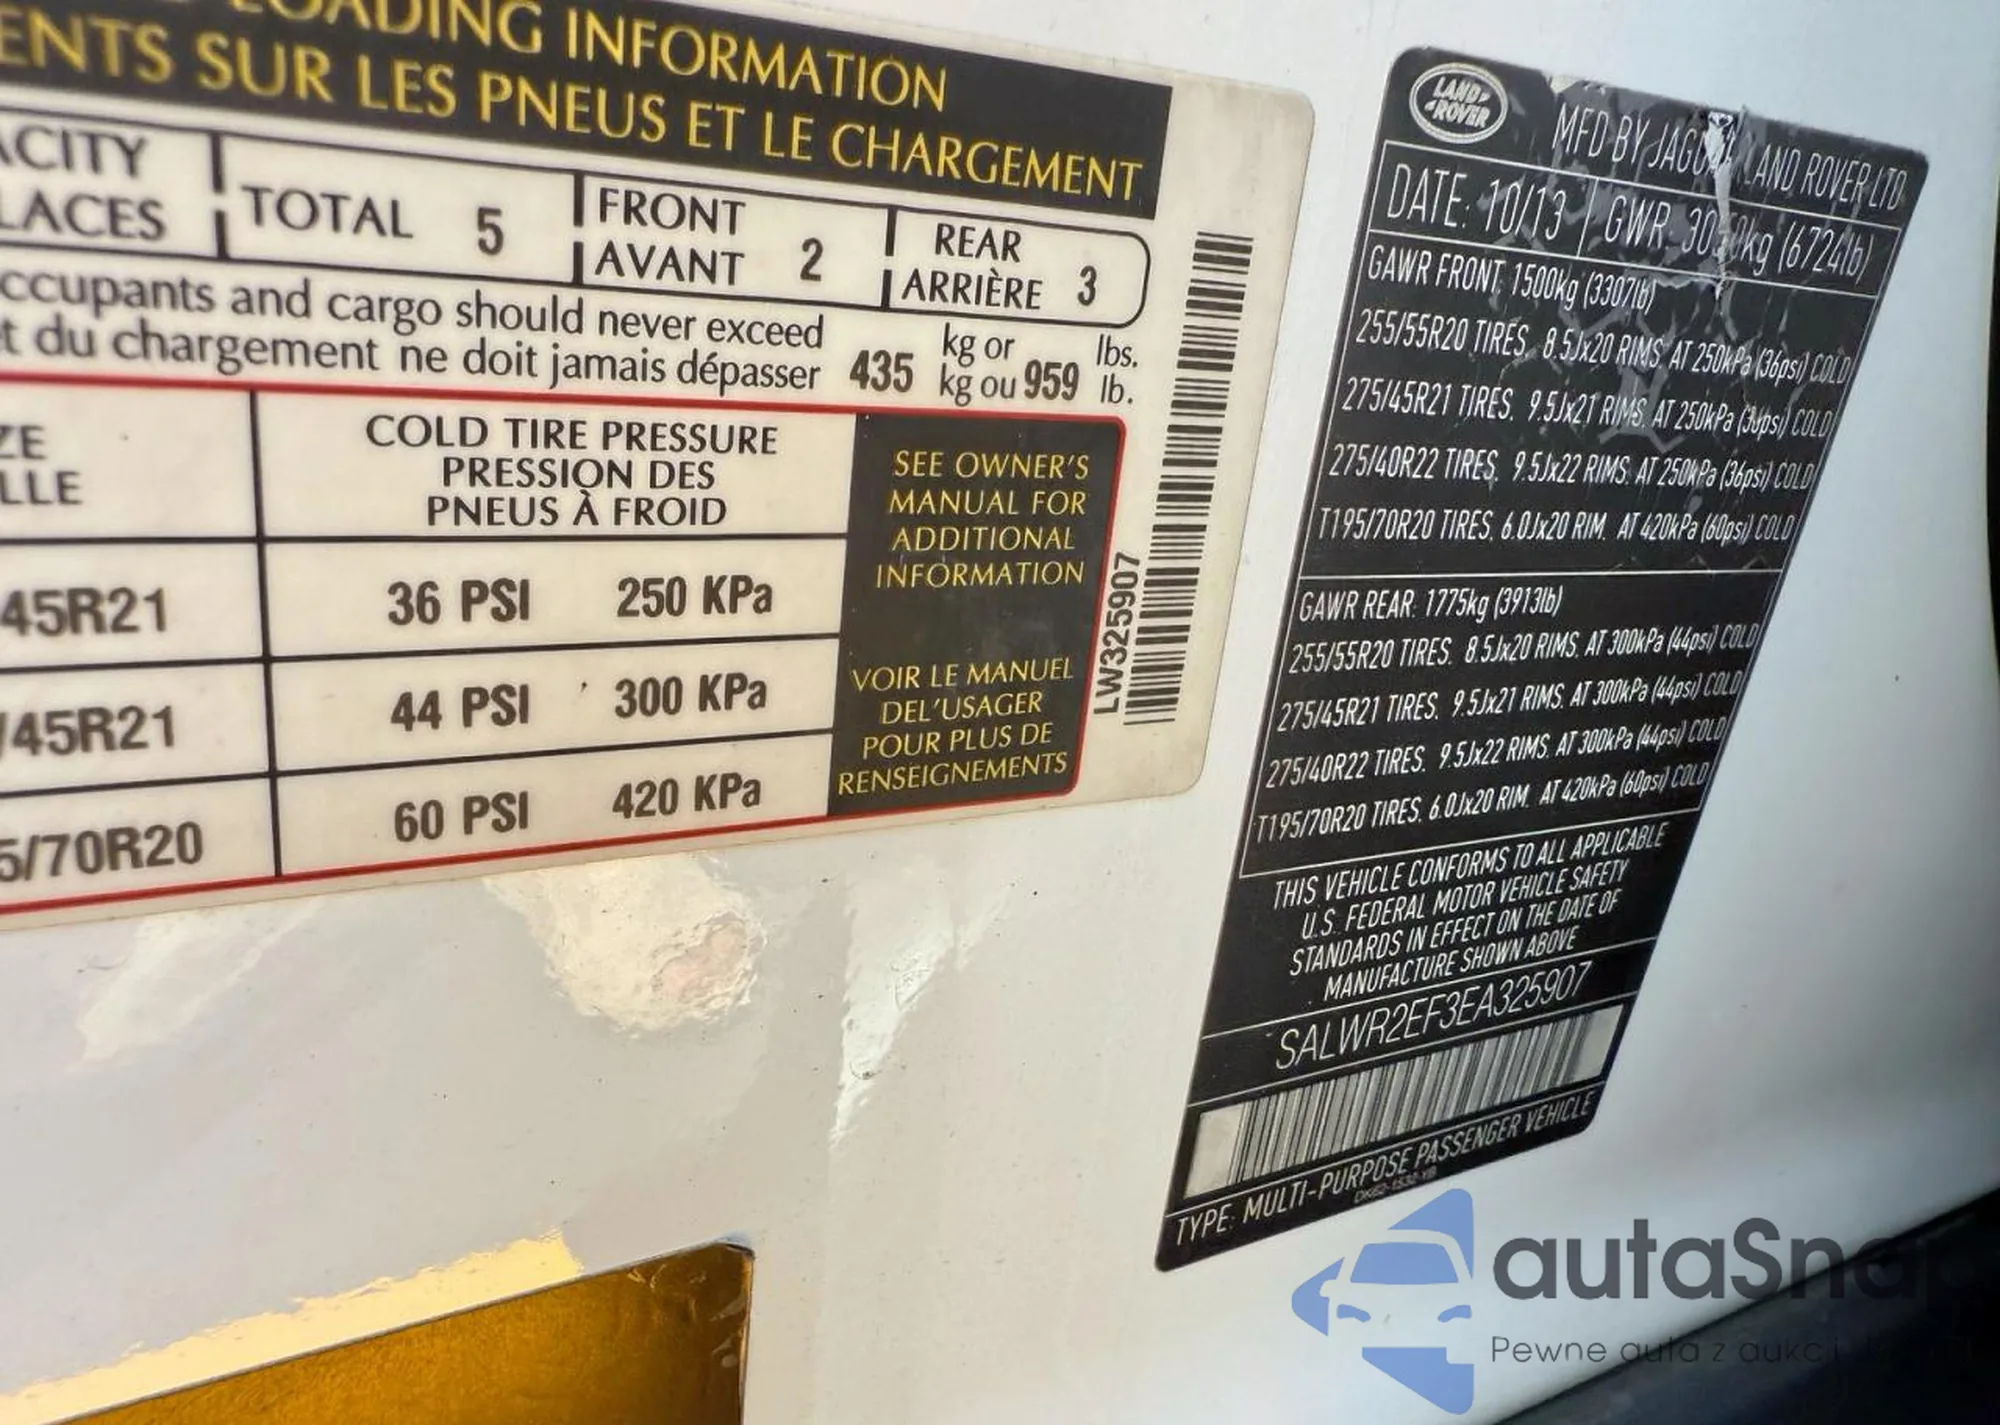 LOADING INFORMATION
ENTS SUR LES PNEUS ET LE CHARGEMENT
ACITY
LACES
TOTAL 5
FRONT
AVANT 2
REAR
ARRIÈRE 3
ccupants and cargo should never exceed
t du chargement ne doit jamais dépasser
435 kg or
kg ou 959 lbs.
lb.
ZE
LLE
COLD TIRE PRESSURE
PRESSION DES
PNEUS À FROID
45R21 36 PSI 250 KPa
/45R21 44 PSI 300 KPa
5/70R20 60 PSI 420 KPa
SEE OWNER'S
MANUAL FOR
ADDITIONAL
INFORMATION
VOIR LE MANUEL
DEL'USAGER
POUR PLUS DE
RENSEIGNEMENTS
LW325907
LAND
ROVER
MFD BY LAND ROVER LTD
DATE: 10/13 GWR (6724lb)
GAWR FRONT. 1500kg (3307lb)
255/55R20 TIRES. 8.5Jx20 RIMS. AT 250kPa (36psi) COLD
275/45R21 TIRES. 9.5Jx21 RIMS. AT 250kPa (36psi) COLD
275/40R22 TIRES. 9.5Jx22 RIMS. AT 250kPa (36psi) COLD
T195/70R20 TIRES. 6.0Jx20 RIM. AT 420kPa (60psi) COLD
GAWR REAR: 1775kg (3913lb)
255/55R20 TIRES. 8.5Jx20 RIMS. AT 300kPa (44psi) COLD
275/45R21 TIRES. 9.5Jx21 RIMS. AT 300kPa (44psi) COLD
275/40R22 TIRES. 9.5Jx22 RIMS. AT 300kPa (44psi) COLD
T195/70R20 TIRES. 6.0Jx20 RIM. AT 420kPa (60psi) COLD
THIS VEHICLE CONFORMS TO ALL APPLICABLE
U.S. FEDERAL MOTOR VEHICLE SAFETY
STANDARDS IN EFFECT ON THE DATE OF
MANUFACTURE SHOWN ABOVE
SALWR2EF3EA325907
TYPE: MULTI-PURPOSE PASSENGER VEHICLE
autaSnap
Pewne auta z